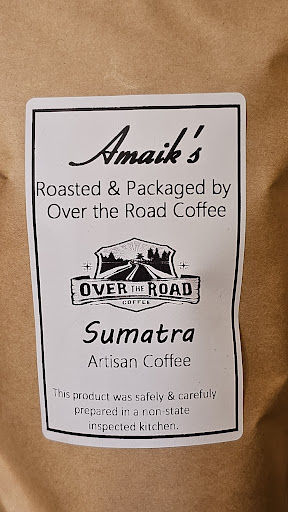 Amaik's
Roasted & Packaged by
Over the Road Coffee
OVER THE ROAD
COFFEE
Sumatra
Artisan Coffee
This product was safely & carefuly
prepared in a non-state
inspected kitchen.